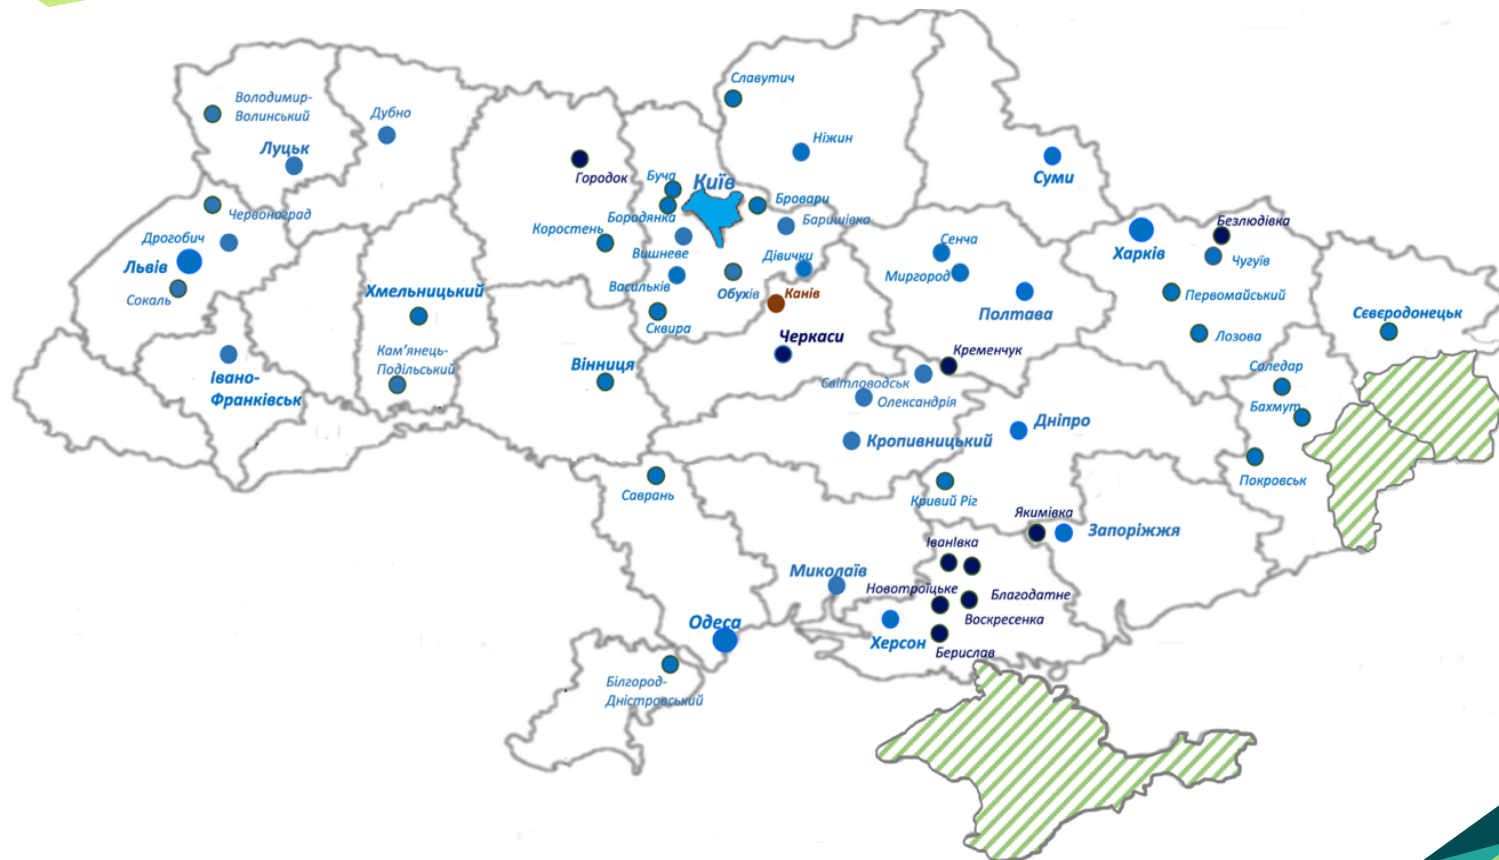 Славутич
Володимир-
Волинський
Дубно
Ніжин
Луцьк
Городок
Буча
Київ
Суми
Бородянка
Бровари
Червоноград
Баришівка
Безлюдівка
Коростень
Дрогобич
Вишневе
Дівички
Сенча
Харків
Чугуїв
Львів
Миргород
Сокаль
Хмельницький
Васильків
Обухів
Канів
Первомайський
Полтава
Сквира
Сєвєродонецьк
Черкаси
Лозова
Кам’янець-
Подільський
Вінниця
Кременчук
Соледар
Івано-
Франківськ
Світловодськ
Олександрія
Бахмут
Дніпро
Кропивницький
Саврань
Кривий Ріг
Покровськ
Якимівка
Запоріжжя
Іванівка
Миколаїв
Новотроїцьке
Благодатне
Одеса
Воскресенка
Херсон
Берислав
Білгород-
Дністровський